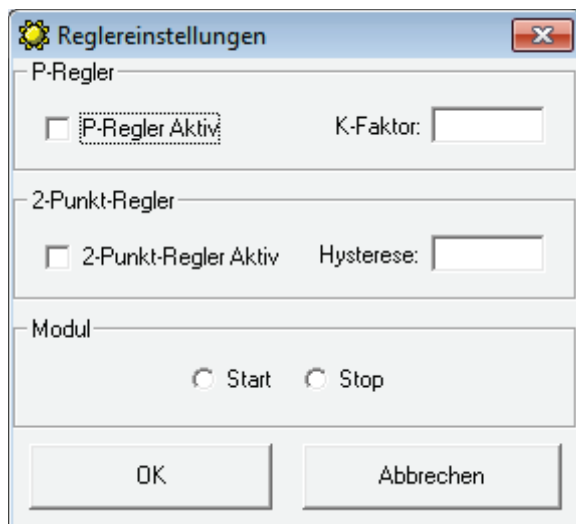 Reglereinstellungen
P-Regler
P-Regler Aktiv K-Faktor:
2-Punkt-Regler
2-Punkt-Regler Aktiv Hysterese:
Modul
Start Stop
OK Abbrechen